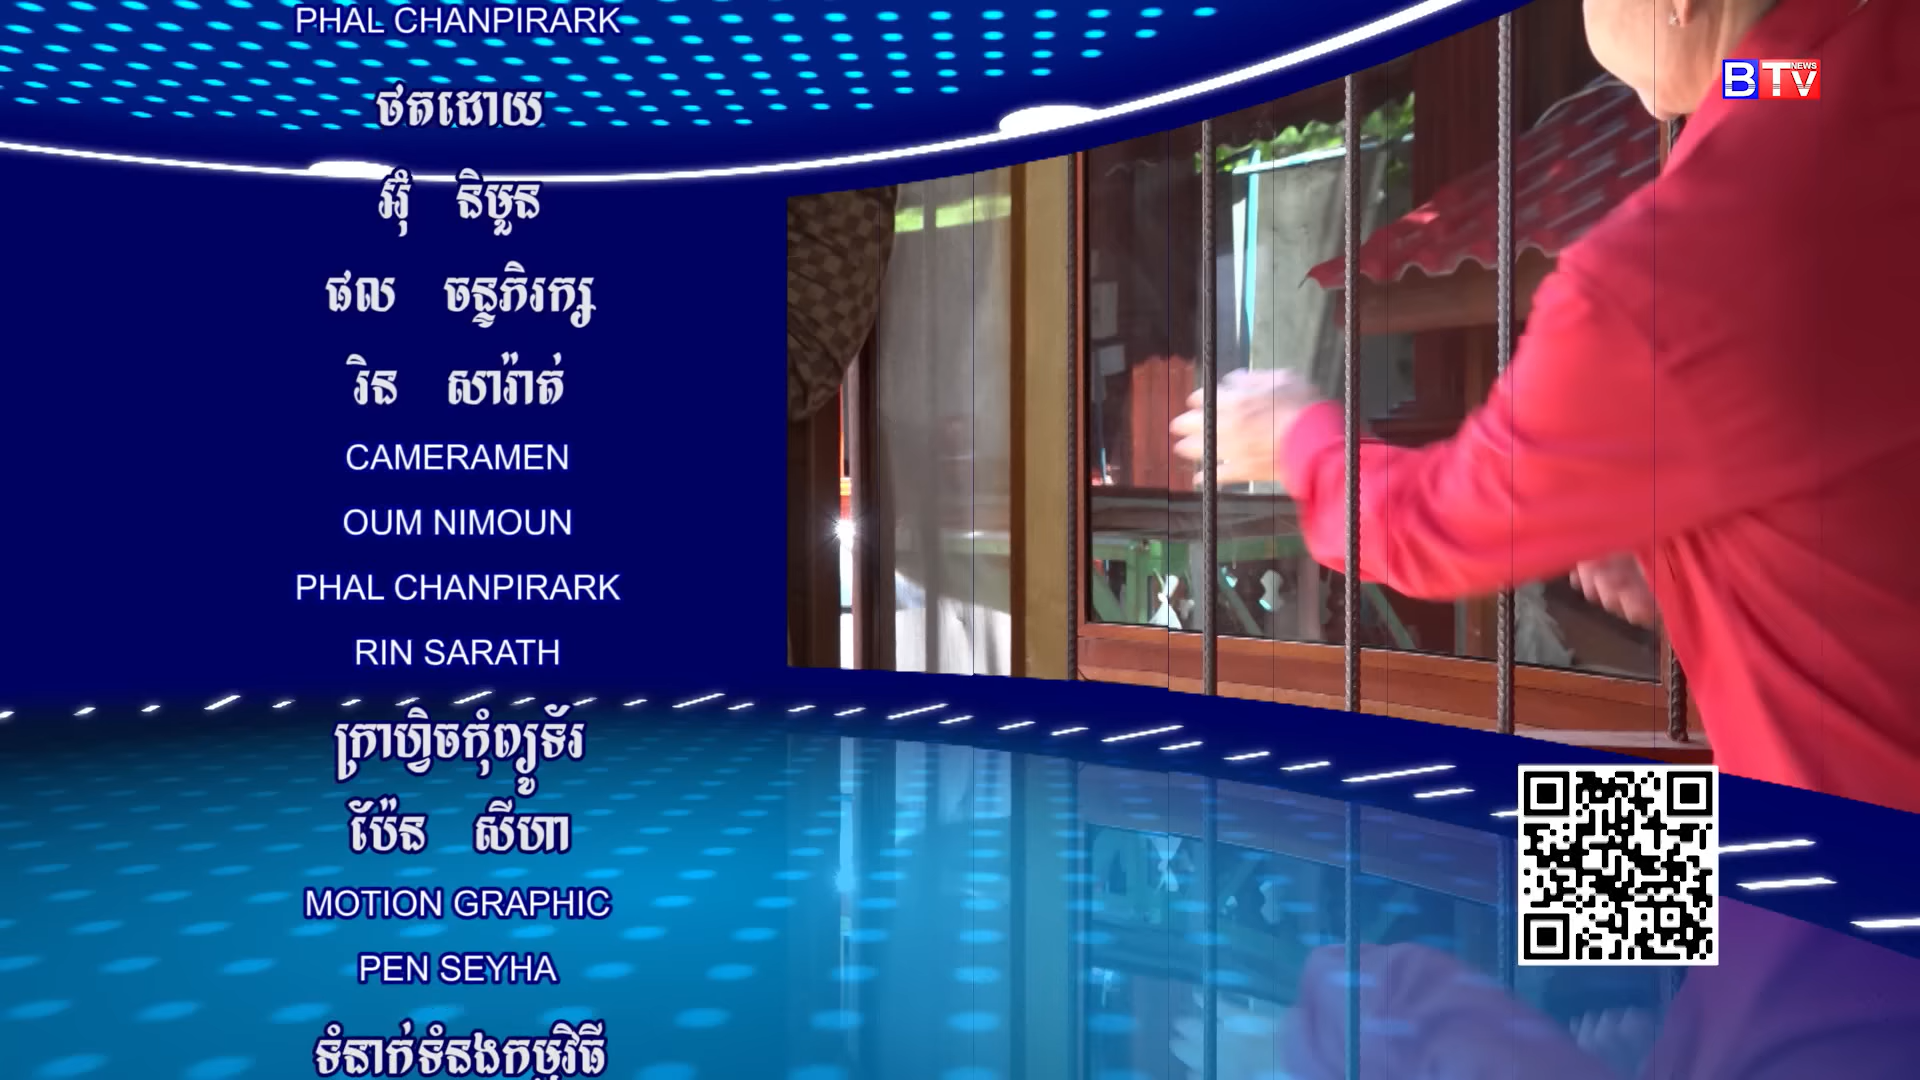 PHAL CHANPIRARK
BTV NEWS
ថតដោយ
អ៊ុំ និមួន
ផល ចន្ទភិរក្ស
រិន សារ៉ាត់
CAMERAMEN
OUM NIMOUN
PHAL CHANPIRARK
RIN SARATH
ក្រាហ្វិចកុំព្យូទ័រ
ប៉ែន សីហា
MOTION GRAPHIC
PEN SEYHA
ទំនាក់ទំនងកម្មវិធី